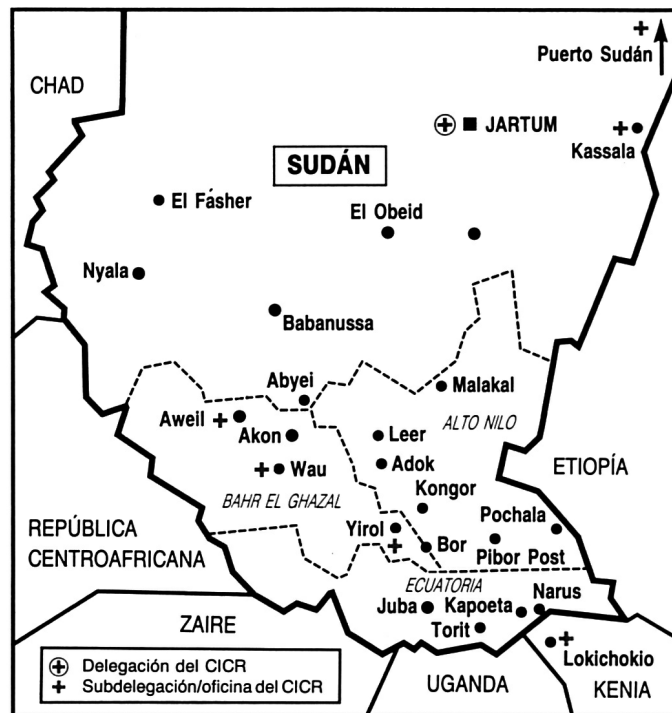 Puerto Sudán
CHAD
JARTUM
Kassala
SUDÁN
El Fásher
El Obeid
Nyala
Babanussa
Abyei
Malakal
Aweil
ALTO NILO
Akon
Leer
Adok
Wau
ETIOPÍA
Kongor
BAHR EL GHAZAL
Pochala
REPÚBLICA
CENTROAFRICANA
Yirol
Bor
Pibor Post
ECUATORIA
Juba
Kapoeta
Narus
ZAIRE
Torit
Lokichokio
Delegación del CICR
Subdelegación/oficina del CICR
UGANDA
KENIA